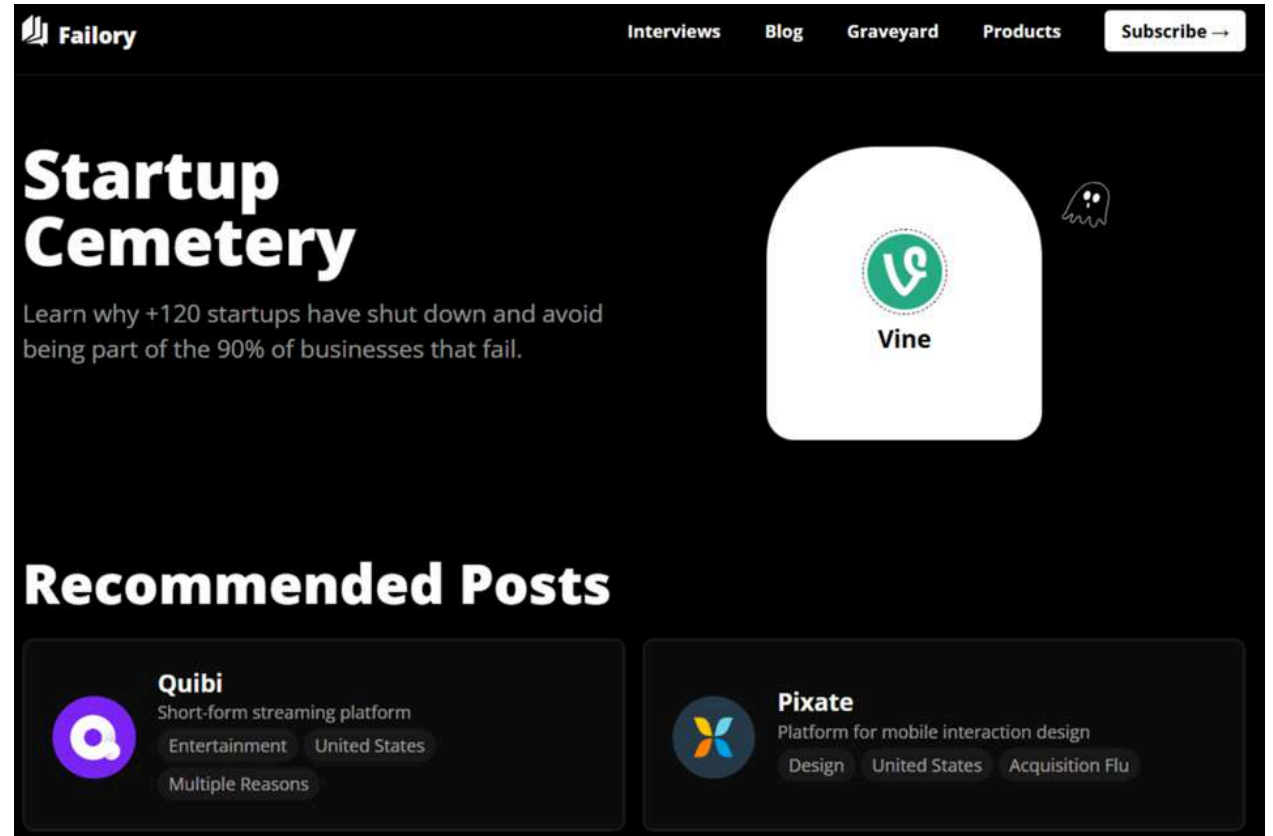 Failory
Interviews Blog Graveyard Products Subscribe →
Startup
Cemetery
Learn why +120 startups have shut down and avoid
being part of the 90% of businesses that fail.
Vine
Recommended Posts
Quibi
Short-form streaming platform
Entertainment United States
Multiple Reasons
Pixate
Platform for mobile interaction design
Design United States Acquisition Flu